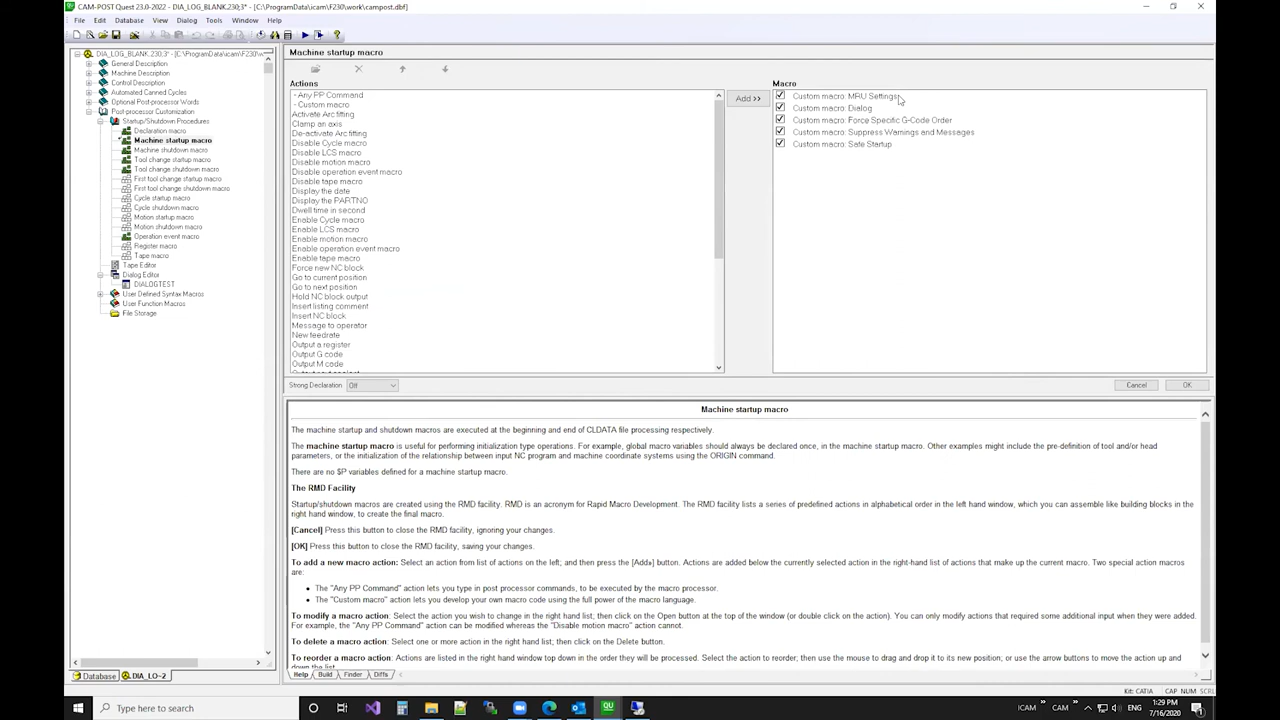 CAM-POST Quest 23.0-2022 - DIA_LOG_BLANK.230;3* - [C:\ProgramData\icam\F230\work\campost.dbf]
File Edit Database View Dialog Tools Window Help
DIA_LOG_BLANK.230;3* - [C:\ProgramData\icam\F230\w
General Description
Machine Description
Control Description
Automated Canned Cycles
Optional Post-processor Words
Post-processor Customization
Startup/Shutdown Procedures
Declaration macro
Machine startup macro
Machine shutdown macro
Tool change startup macro
Tool change shutdown macro
First tool change startup macro
First tool change shutdown macro
Cycle startup macro
Cycle shutdown macro
Motion startup macro
Motion shutdown macro
Operation event macro
Register macro
Tape macro
Tape Editor
Dialog Editor
DIALOGTEST
User Defined Syntax Macros
User Function Macros
File Storage
Database DIA_LO~2
Machine startup macro
Actions
- Any PP Command
- Custom macro
Activate Arc fitting
Clamp an axis
De-activate Arc fitting
Disable Cycle macro
Disable LCS macro
Disable motion macro
Disable operation event macro
Disable tape macro
Display the date
Display the PARTNO
Dwell time in second
Enable Cycle macro
Enable LCS macro
Enable motion macro
Enable operation event macro
Enable tape macro
Force new NC block
Go to current position
Go to next position
Hold NC block output
Insert listing comment
Insert NC block
Message to operator
New feedrate
Output a register
Output G code
Output M code
Add >>
Macro
Custom macro: MRU Settings
Custom macro: Dialog
Custom macro: Force Specific G-Code Order
Custom macro: Suppress Warnings and Messages
Custom macro: Safe Startup
Strong Declaration Off Cancel OK
Machine startup macro
The machine startup and shutdown macros are executed at the beginning and end of CLDATA file processing respectively.
The machine startup macro is useful for performing initialization type operations. For example, global macro variables should always be declared once, in the machine startup macro. Other examples might include the pre-definition of tool and/or head
parameters, or the initialization of the relationship between input NC program and machine coordinate systems using the ORIGIN command.
There are no $P variables defined for a machine startup macro.
The RMD Facility
Startup/shutdown macros are created using the RMD facility. RMD is an acronym for Rapid Macro Development. The RMD facility lists a series of predefined actions in alphabetical order in the left hand window, which you can assemble like building blocks in the
right hand window, to create the final macro.
[Cancel] Press this button to close the RMD facility, ignoring your changes.
[OK] Press this button to close the RMD facility, saving your changes.
To add a new macro action: Select an action from list of actions on the left; and then press the [Add»] button. Actions are added below the currently selected action in the right-hand list of actions that make up the current macro. Two special action macros
are:
• The "Any PP Command" action lets you type in post processor commands, to be executed by the macro processor.
• The "Custom macro" action lets you develop your own macro code using the full power of the macro language.
To modify a macro action: Select the action you wish to change in the right hand list; then click on the Open button at the top of the window (or double click on the action). You can only modify actions that required some additional input when they were added.
For example, the "Any PP Command" action can be modified whereas the "Disable motion macro" action cannot.
To delete a macro action: Select one or more action in the right hand list; then click on the Delete button.
To reorder a macro action: Actions are listed in the right hand window top down in the order they will be processed. Select the action to reorder; then use the mouse to drag and drop it to its new position; or use the arrow buttons to move the action up and
down the list.
Help Build Finder Diffs
Kit: CATIA CAP NUM SCRL
Type here to search
ICAM CAM
1:29 PM
7/16/2020